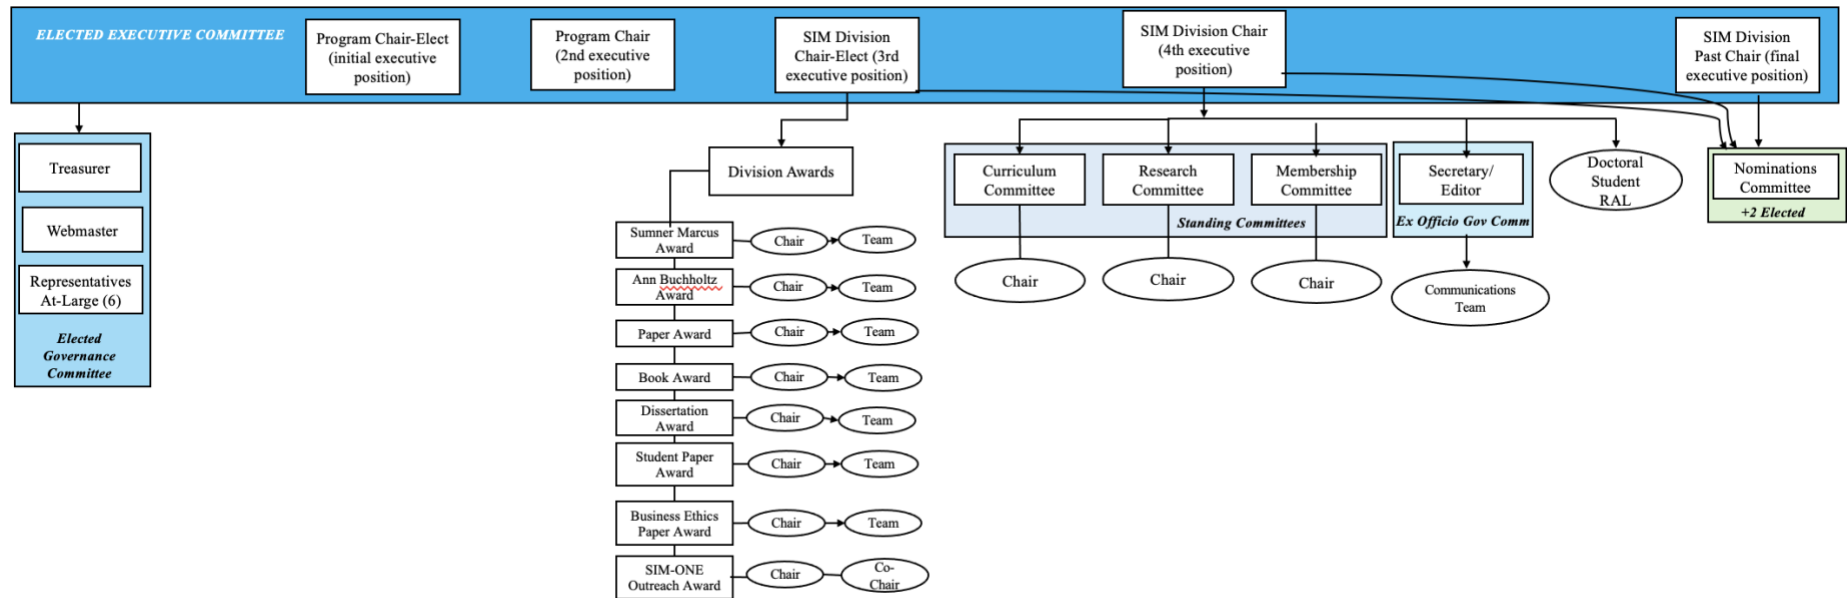 ELECTED EXECUTIVE COMMITTEE
Program Chair-Elect
(initial executive
position)
Program Chair
(2nd executive
position)
SIM Division
Chair-Elect (3rd
executive position)
SIM Division Chair
(4th executive
position)
SIM Division
Past Chair (final
executive position)
Treasurer
Webmaster
Representatives
At-Large (6)
Elected
Governance
Committee
Division Awards
Sumner Marcus
Award
Chair
Team
Ann Buchholtz
Award
Chair
Team
Paper Award
Chair
Team
Book Award
Chair
Team
Dissertation
Award
Chair
Team
Student Paper
Award
Chair
Team
Business Ethics
Paper Award
Chair
Team
SIM-ONE
Outreach Award
Chair
Co-
Chair
Curriculum
Committee
Research
Committee
Membership
Committee
Standing Committees
Chair
Chair
Chair
Secretary/
Editor
Ex Officio Gov Comm
Communications
Team
Doctoral
Student
RAL
Nominations
Committee
+2 Elected